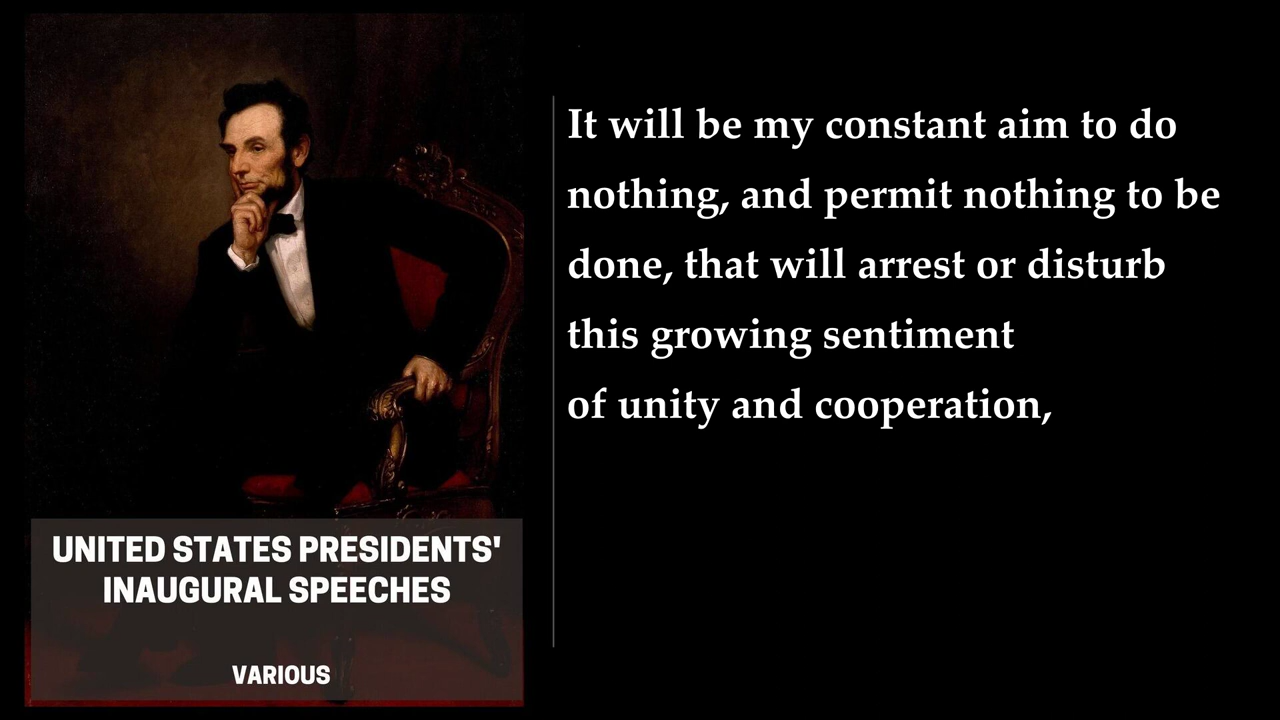 It will be my constant aim to do
nothing, and permit nothing to be
done, that will arrest or disturb
this growing sentiment
of unity and cooperation,
UNITED STATES PRESIDENTS'
INAUGURAL SPEECHES
VARIOUS